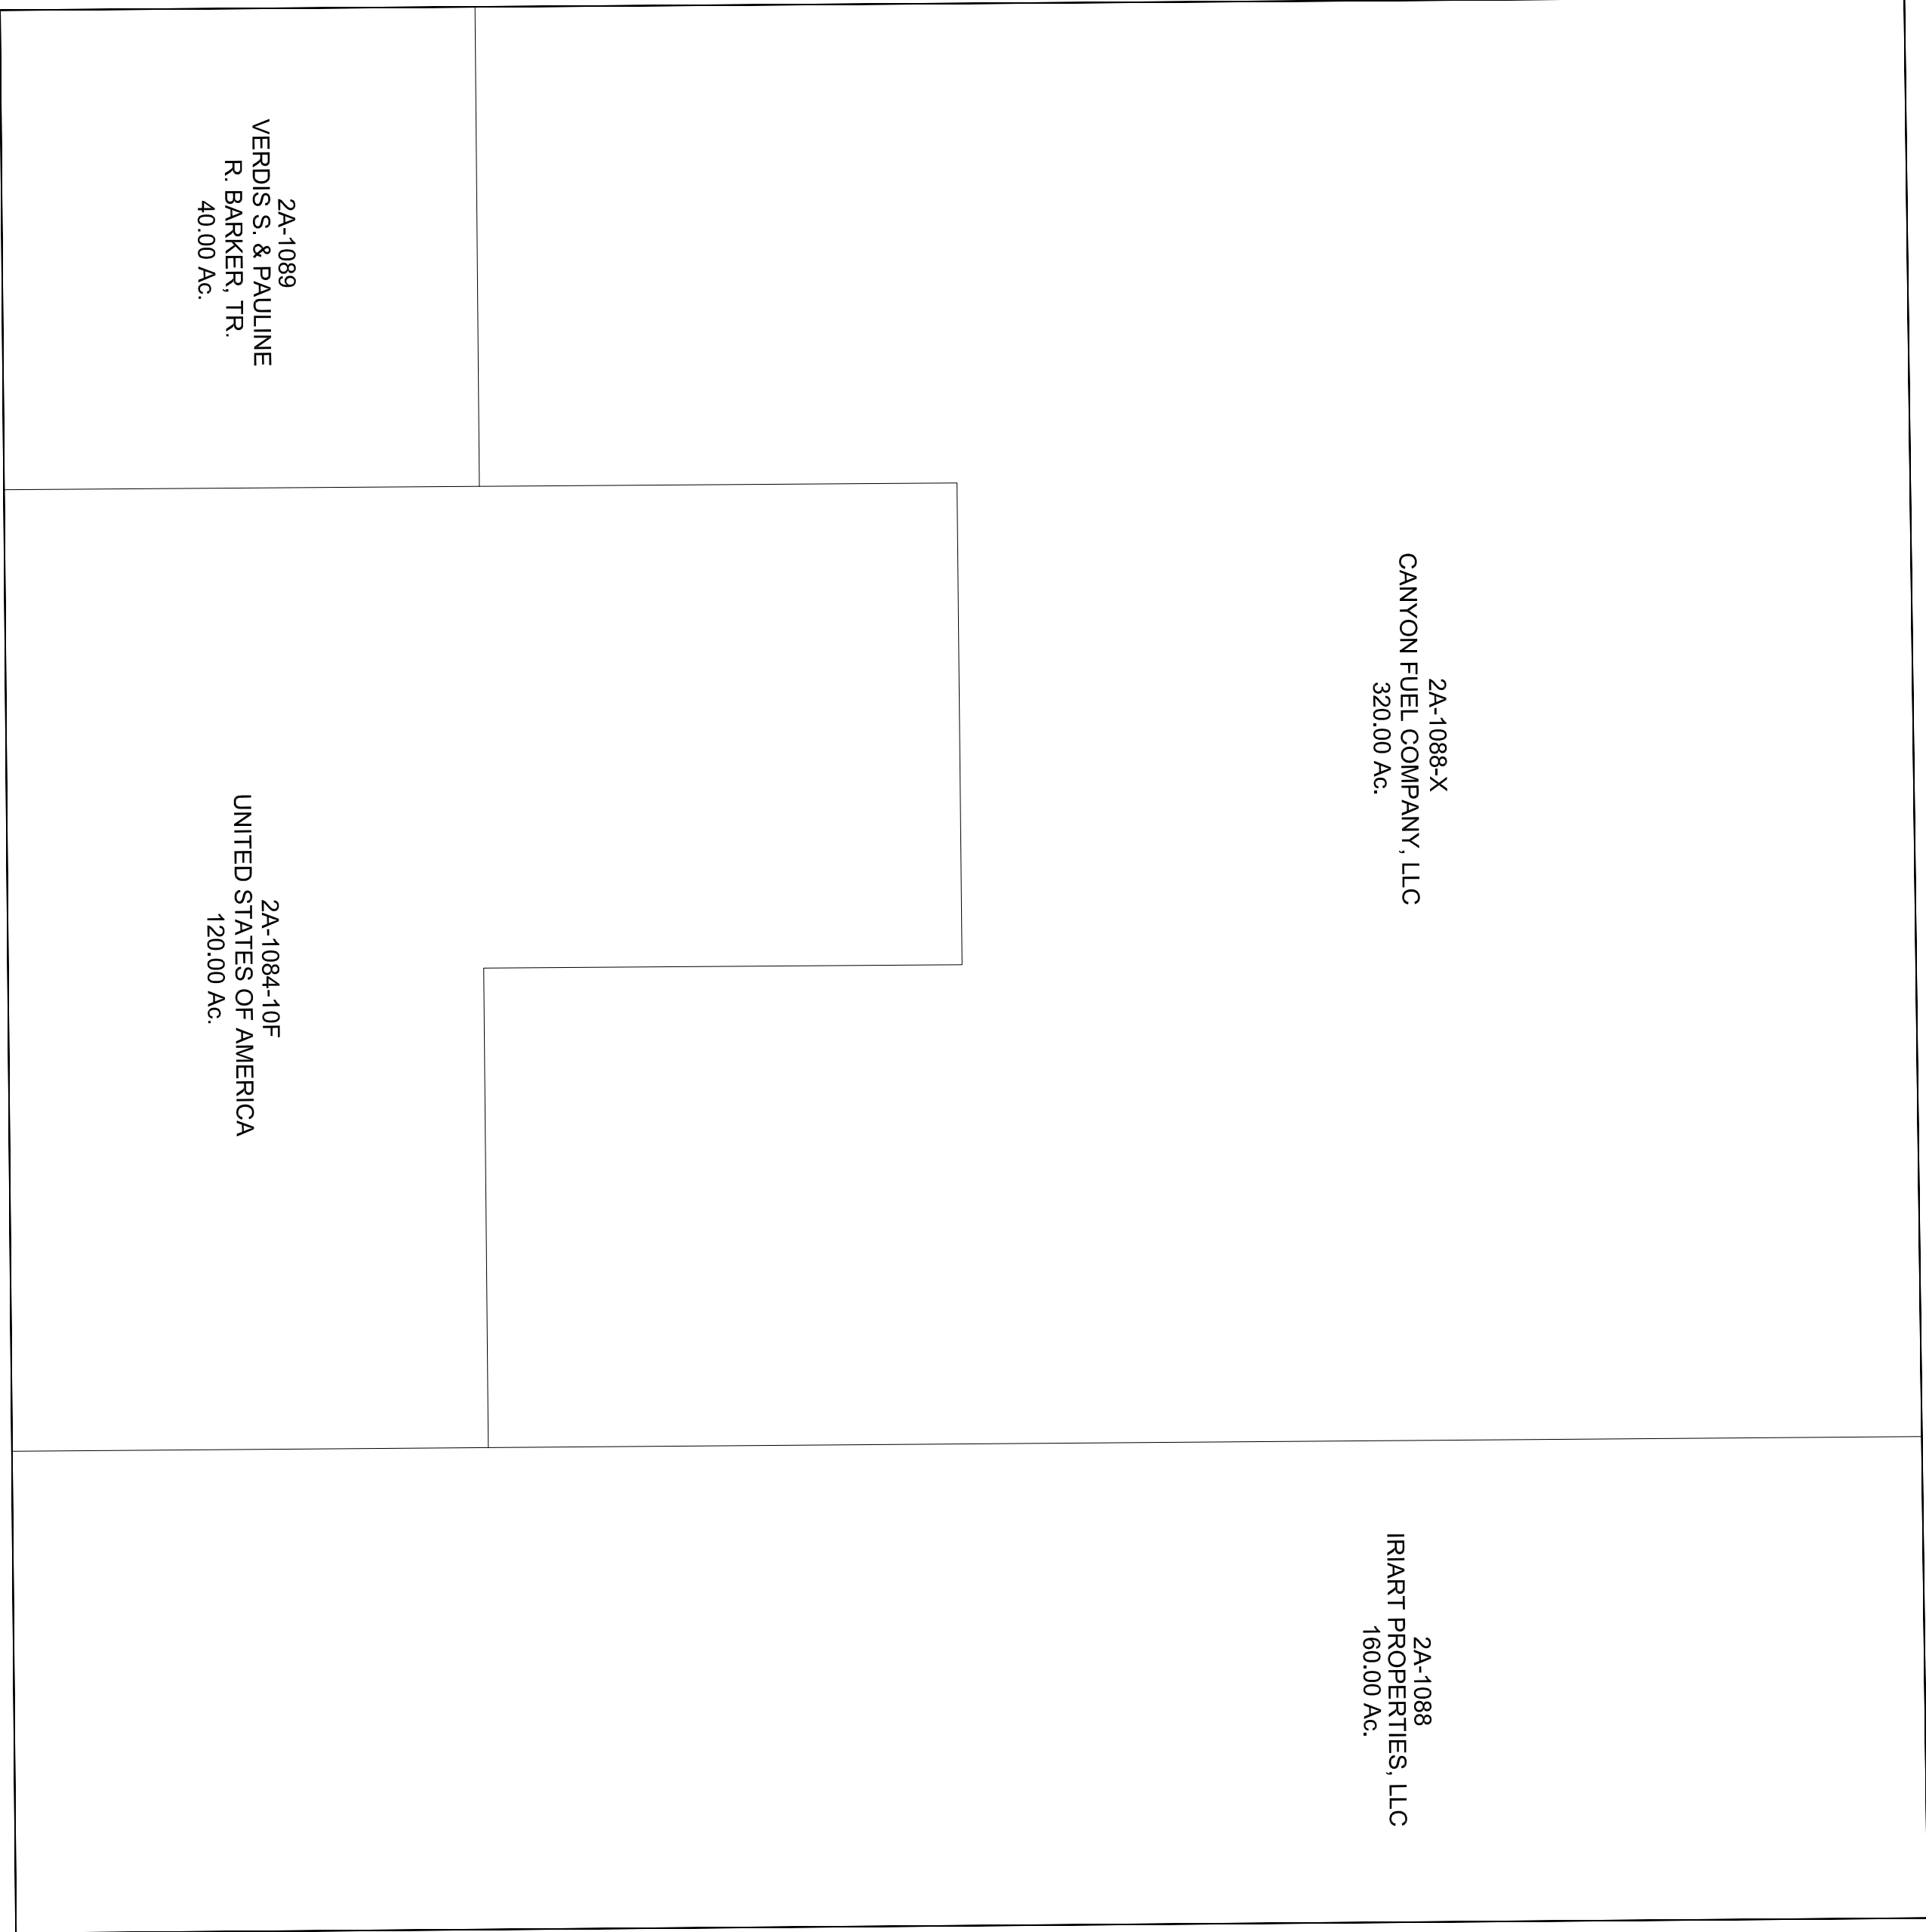 2A-1089
VERDIS S. & PAULINE
R. BARKER, TR.
40.00 Ac.
2A-1088-X
CANYON FUEL COMPANY, LLC
320.00 Ac.
2A-1084-10F
UNITED STATES OF AMERICA
120.00 Ac.
2A-1088
IRIART PROPERTIES, LLC
160.00 Ac.